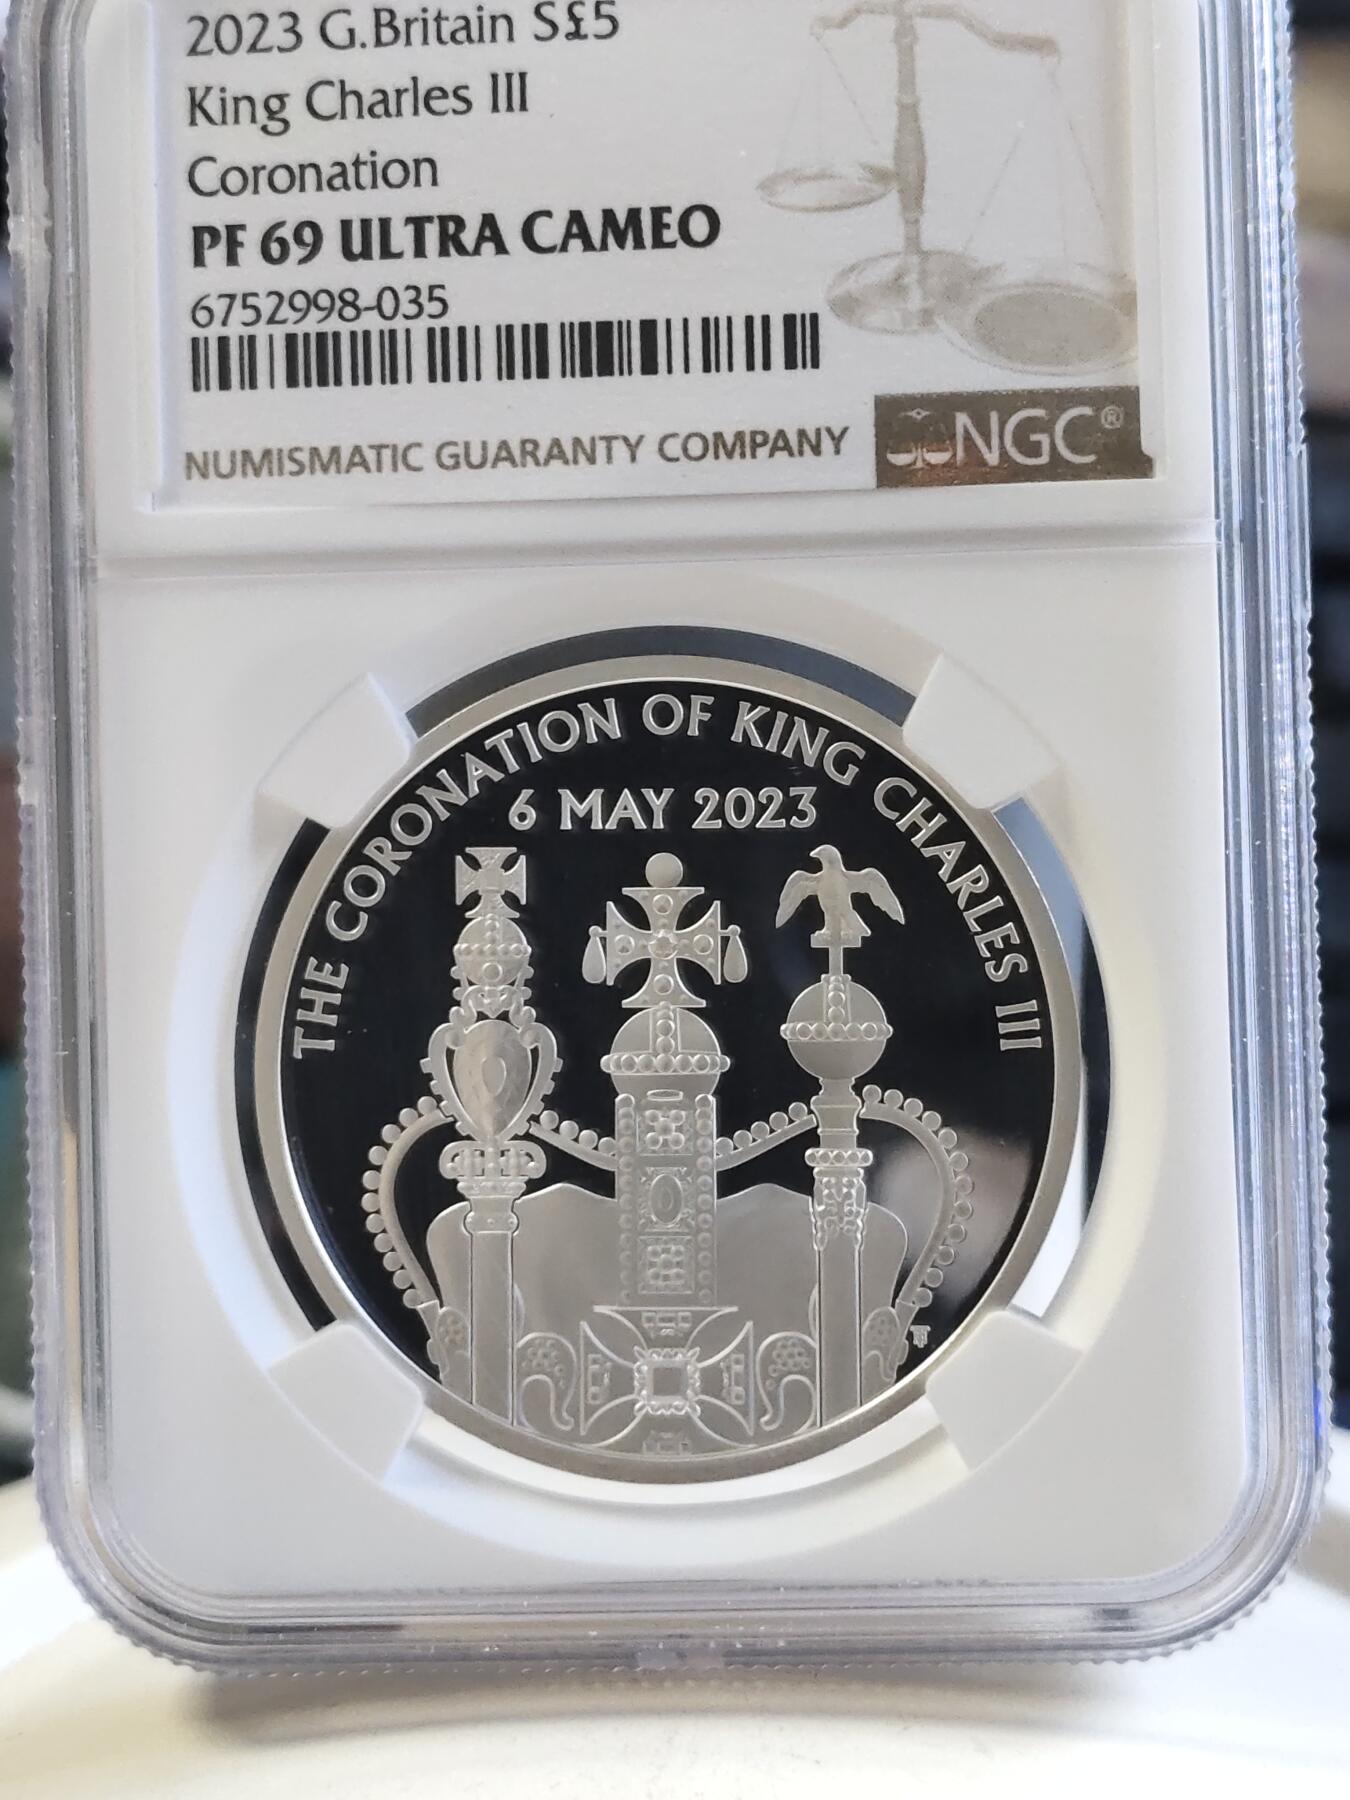 2023 G.Britain S£5
King Charles III
Coronation
PF 69 ULTRA CAMEO
6752998-035
NUMISMATIC GUARANTY COMPANY
NGC®
THE CORONATION OF KING CHARLES III
6 MAY 2023